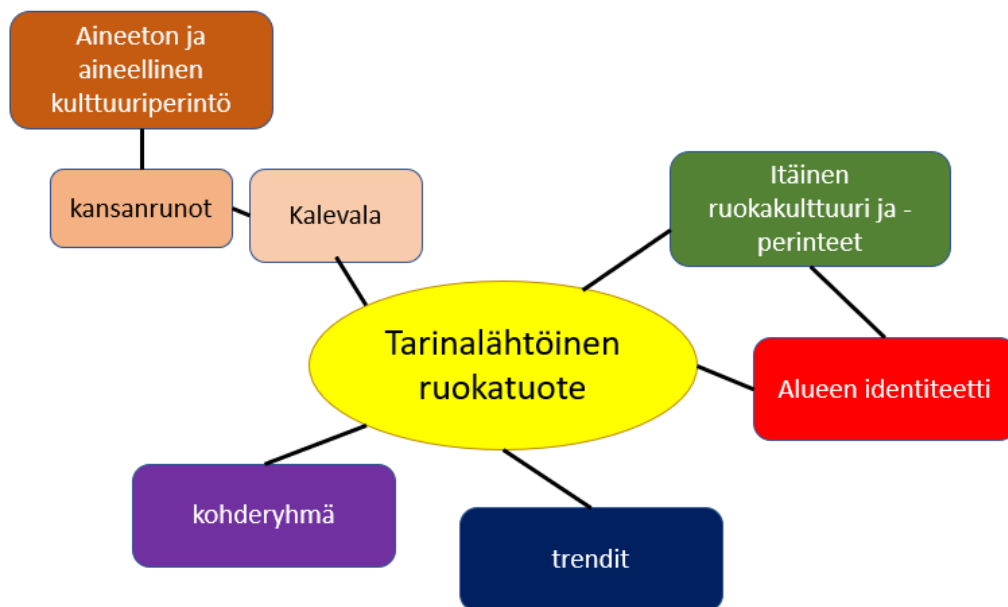 Aineeton ja
aineellinen
kulttuuriperintö
kansanrunot
Kalevala
Itäinen
ruokakulttuuri ja -
perinteet
Tarinalähtöinen
ruokatuote
Alueen identiteetti
kohderyhmä
trendit